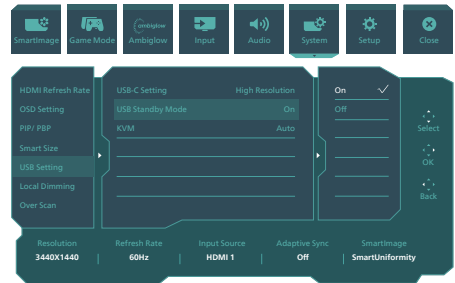 ambiglow
SmartImage Game Mode Ambiglow Input Audio System Setup Close
HDMI Refresh Rate USB-C Setting High Resolution On
OSD Setting USB Standby Mode On Off
PIP/ PBP KVM Auto Select
Smart Size
USB Setting OK
Local Dimming
Over Scan Back
Resolution Refresh Rate Input Source Adaptive Sync SmartImage
3440X1440 60Hz HDMI 1 Off SmartUniformity